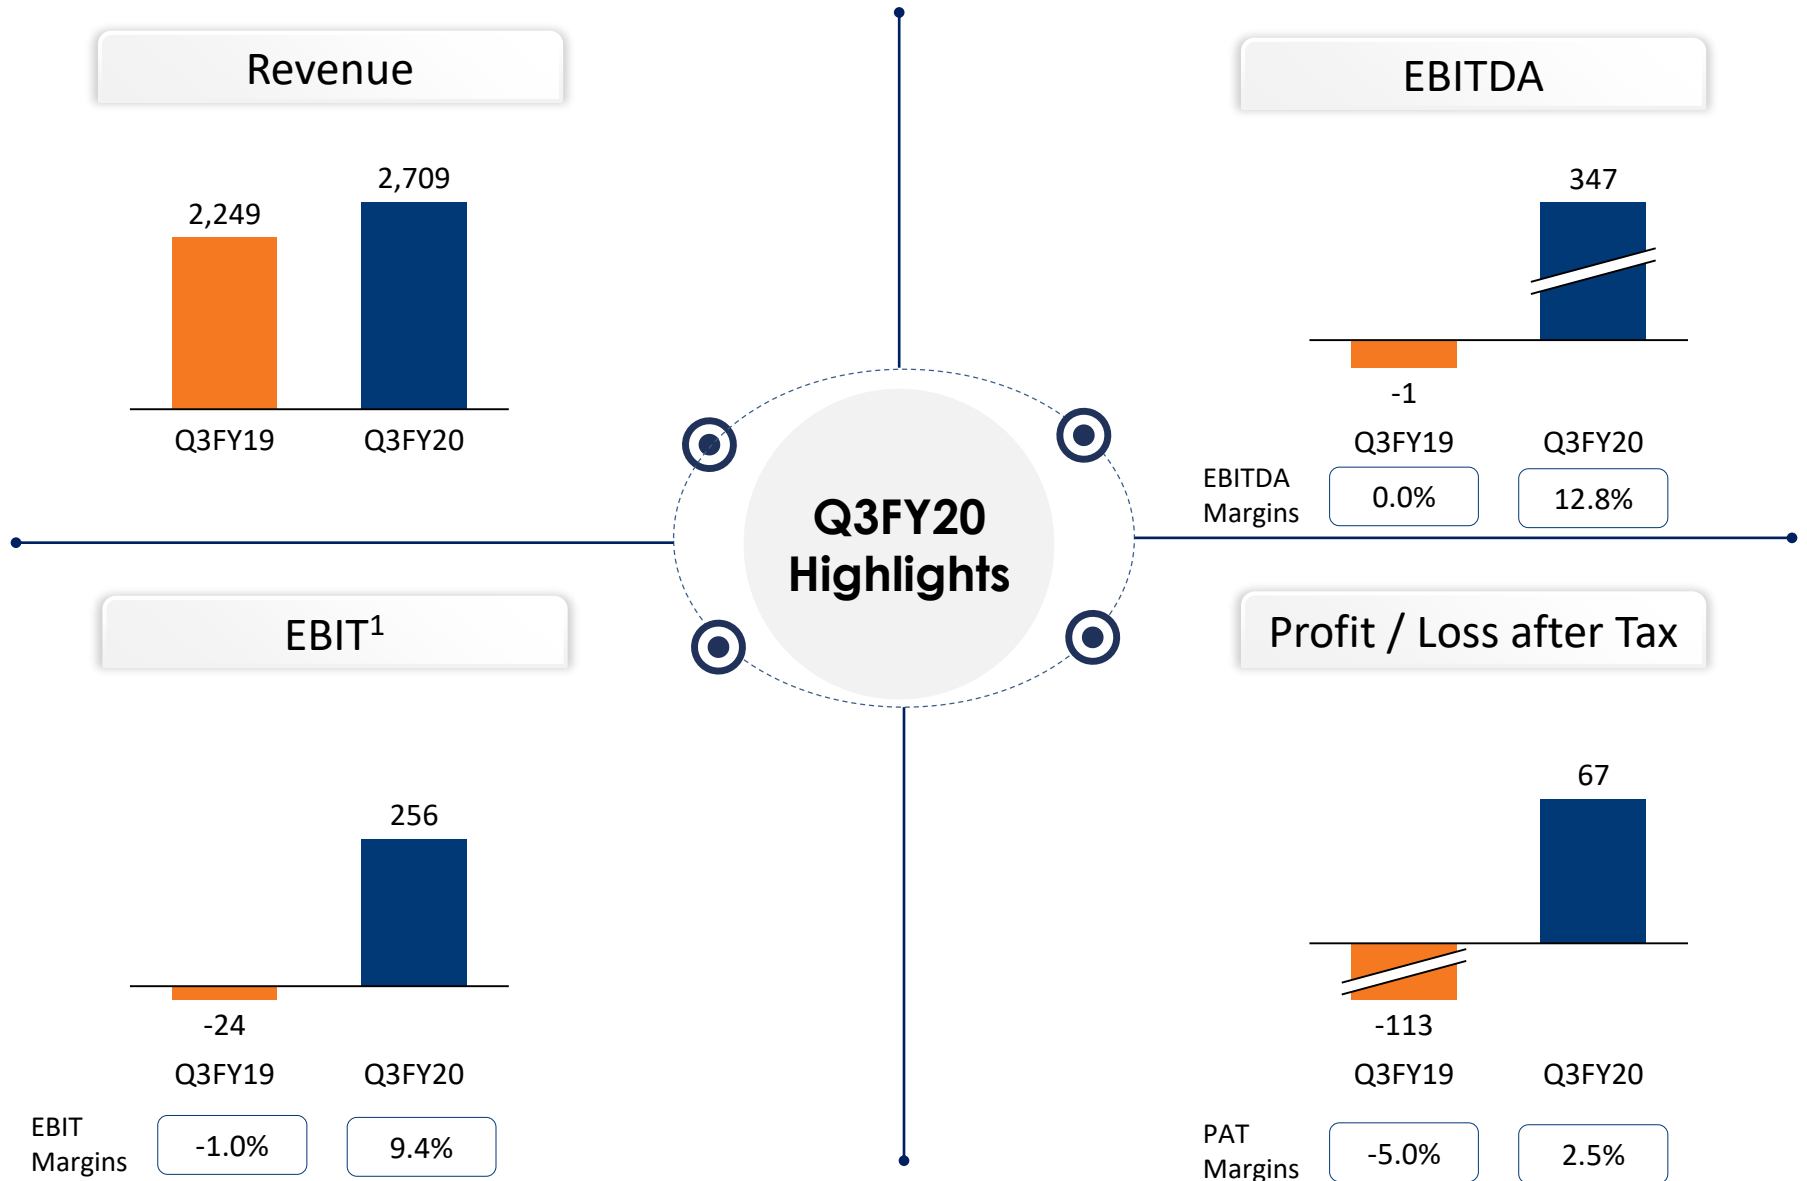 Revenue
2,709
2,249
Q3FY19 Q3FY20
EBITDA
347
-1
Q3FY19 Q3FY20
EBITDA
Margins
0.0% 12.8%
Q3FY20
Highlights
EBIT¹
256
-24
Q3FY19 Q3FY20
EBIT
Margins
-1.0% 9.4%
Profit / Loss after Tax
67
-113
Q3FY19 Q3FY20
PAT
Margins
-5.0% 2.5%